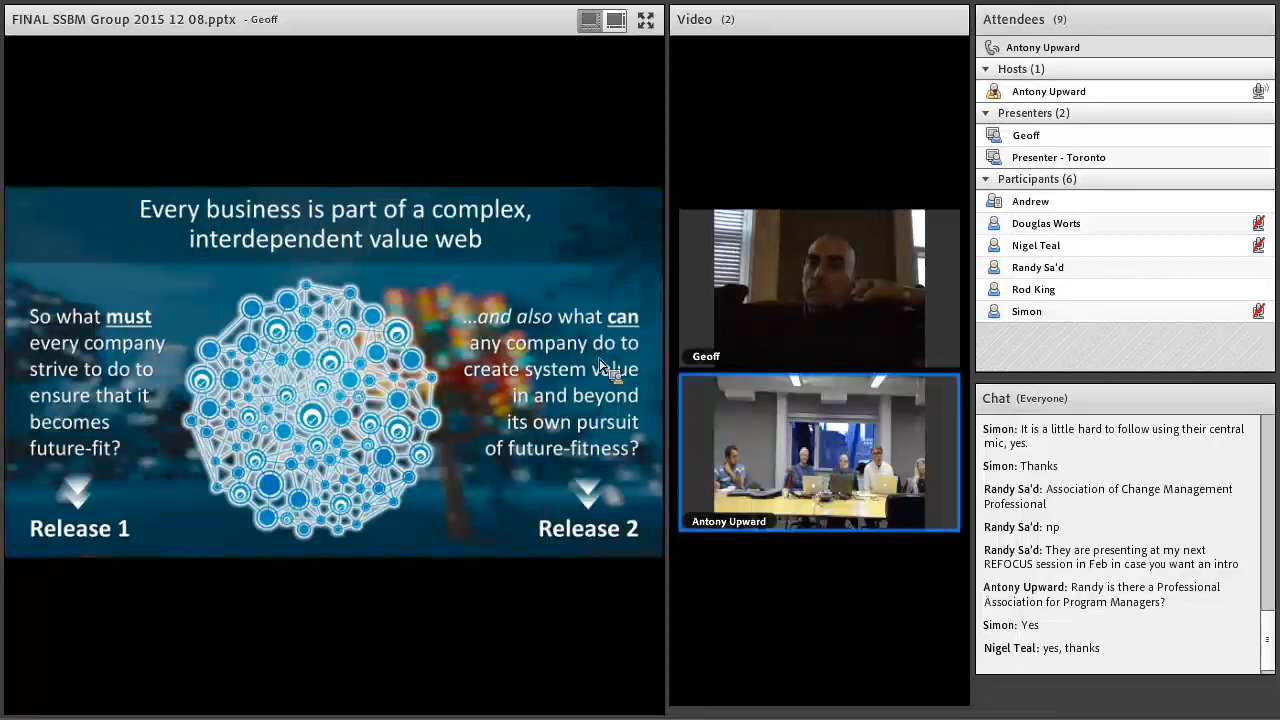 FINAL SSBM Group 2015 12 08.pptx - Geoff
Every business is part of a complex,
interdependent value web
So what must
every company
strive to do to
ensure that it
becomes
future-fit?
Release 1
...and also what can
any company do to
create system value
in and beyond
its own pursuit
of future-fitness?
Release 2
Video (2)
Geoff
Antony Upward
Attendees (9)
Antony Upward
Hosts (1)
Antony Upward
Presenters (2)
Geoff
Presenter - Toronto
Participants (6)
Andrew
Douglas Worts
Nigel Teal
Randy Sa'd
Rod King
Simon
Chat (Everyone)
Simon: It is a little hard to follow using their central
mic, yes.
Simon: Thanks
Randy Sa'd: Association of Change Management
Professional
Randy Sa'd: np
Randy Sa'd: They are presenting at my next
REFOCUS session in Feb in case you want an intro
Antony Upward: Randy is there a Professional
Association for Program Managers?
Simon: Yes
Nigel Teal: yes, thanks